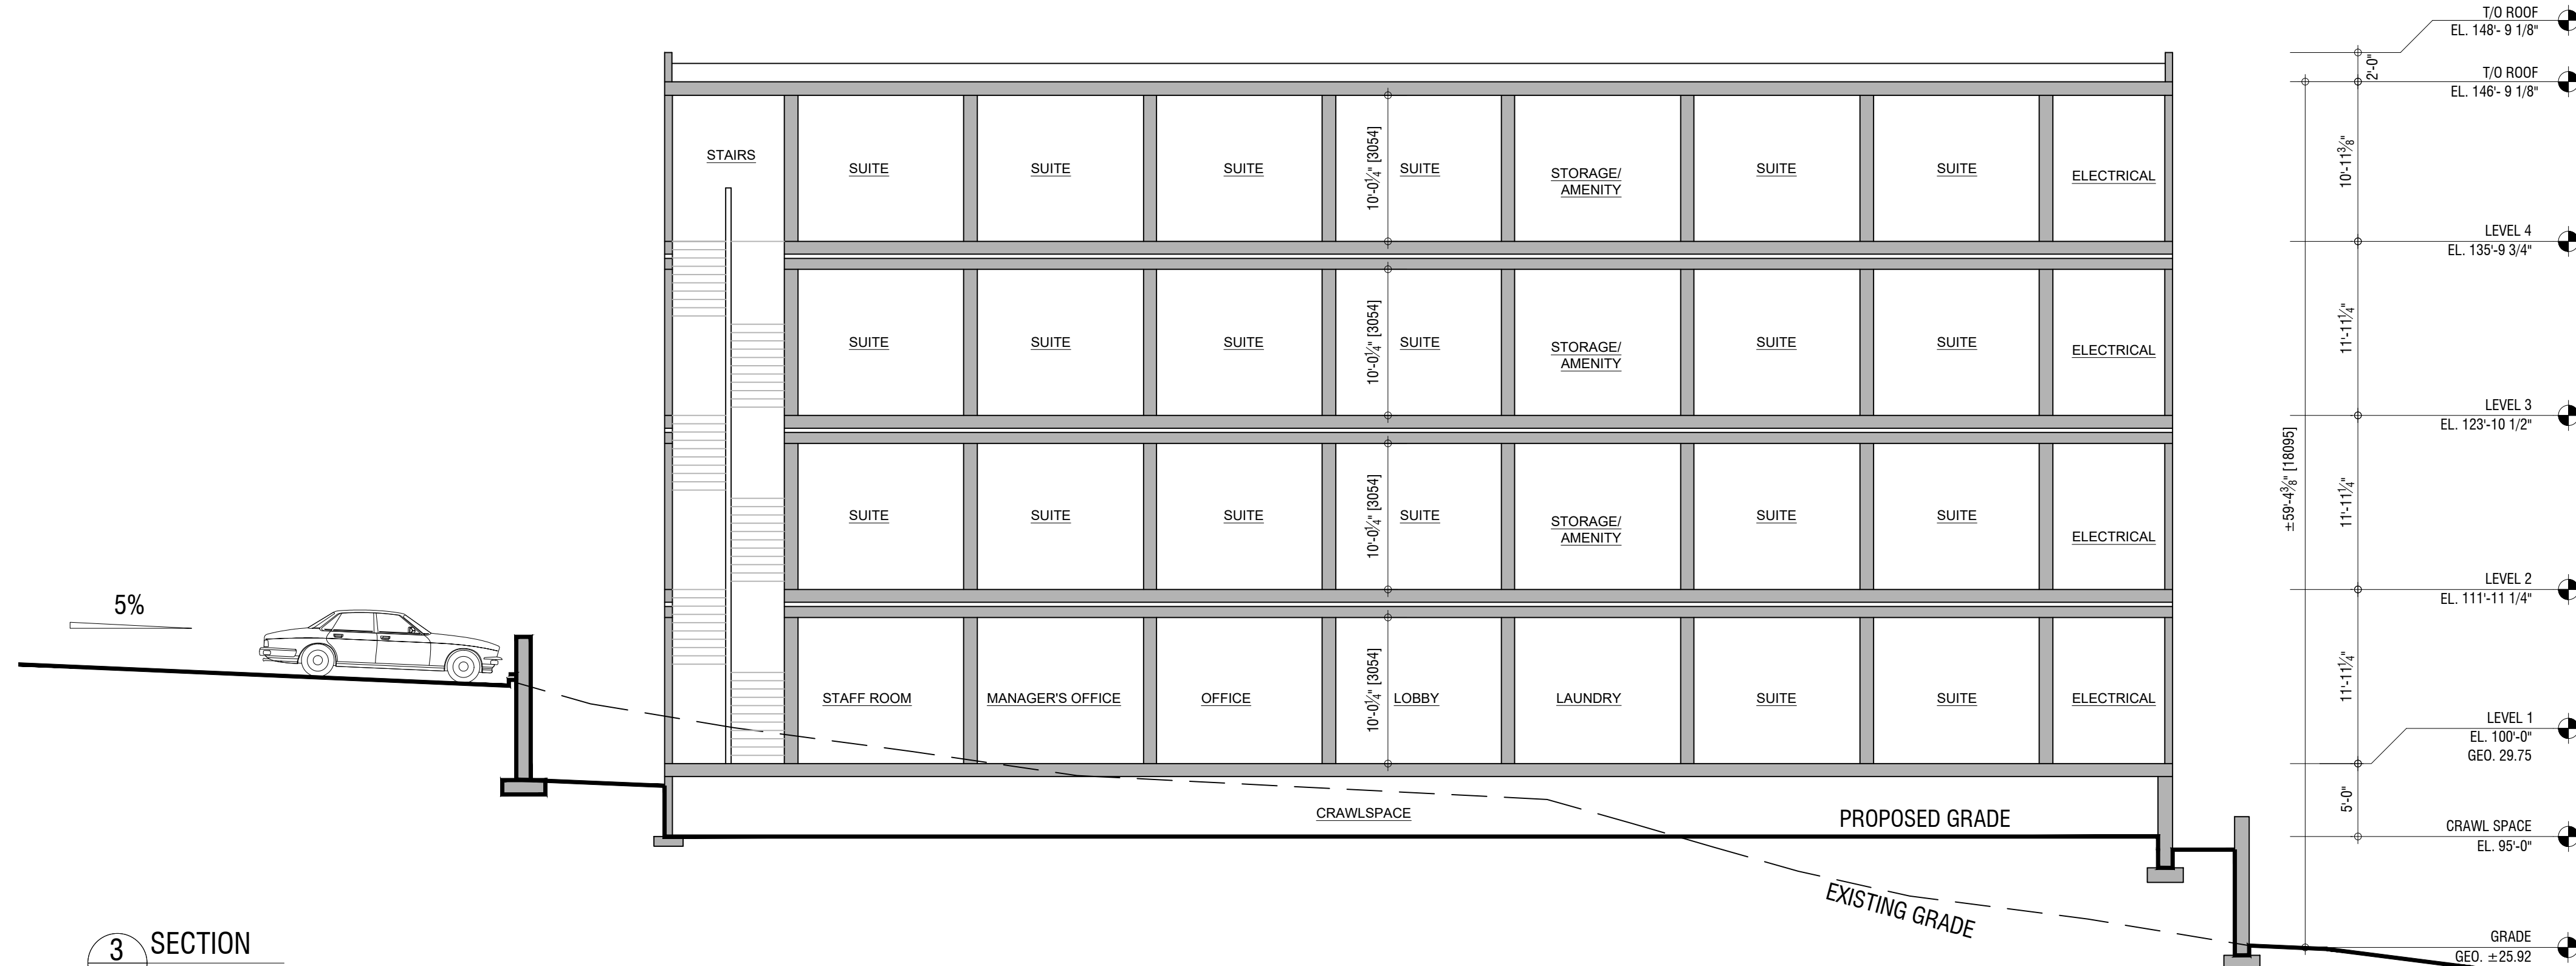 T/O ROOF
EL. 148'- 9 1/8"
2'-0"
T/O ROOF
EL. 146'- 9 1/8"
STAIRS
SUITE
SUITE
SUITE
10'-0¼" [3054]
SUITE
STORAGE/
AMENITY
SUITE
SUITE
ELECTRICAL
10'-11⅜"
LEVEL 4
EL. 135'-9 3/4"
SUITE
SUITE
SUITE
10'-0¼" [3054]
SUITE
STORAGE/
AMENITY
SUITE
SUITE
ELECTRICAL
11'-11¼"
LEVEL 3
EL. 123'-10 1/2"
±59'-4⅜" [18095]
SUITE
SUITE
SUITE
10'-0¼" [3054]
SUITE
STORAGE/
AMENITY
SUITE
SUITE
ELECTRICAL
11'-11¼"
LEVEL 2
EL. 111'-11 1/4"
5%
STAFF ROOM
MANAGER'S OFFICE
OFFICE
10'-0¼" [3054]
LOBBY
LAUNDRY
SUITE
SUITE
ELECTRICAL
11'-11¼"
LEVEL 1
EL. 100'-0"
GEO. 29.75
5'-0"
CRAWLSPACE
PROPOSED GRADE
CRAWL SPACE
EL. 95'-0"
EXISTING GRADE
3 SECTION
GRADE
GEO. ±25.92